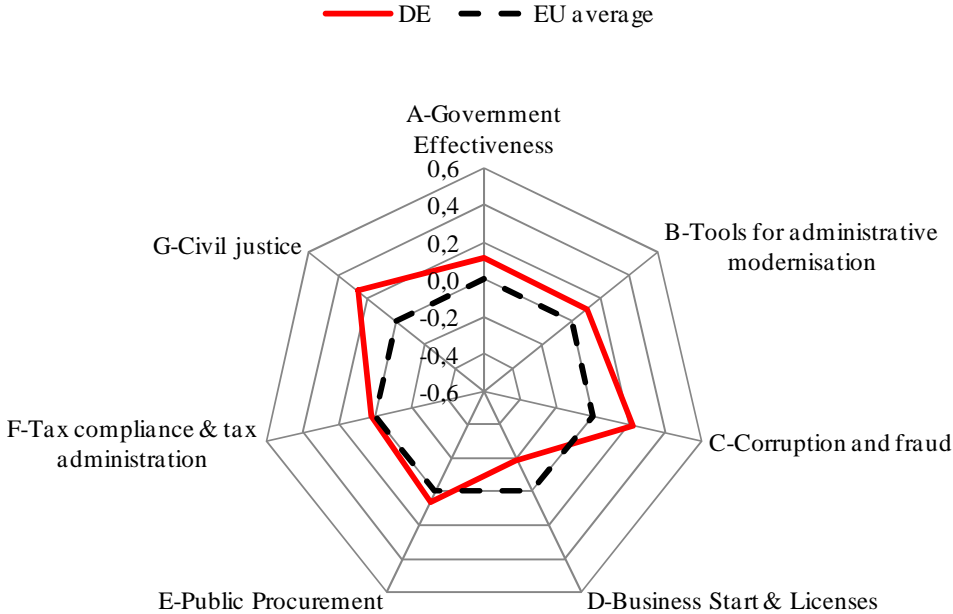 DE EU average
A-Government
Effectiveness
0,6
0,4
0,2
0,0
-0,2
-0,4
-0,6
B-Tools for administrative
modernisation
C-Corruption and fraud
D-Business Start & Licenses
E-Public Procurement
F-Tax compliance & tax
administration
G-Civil justice